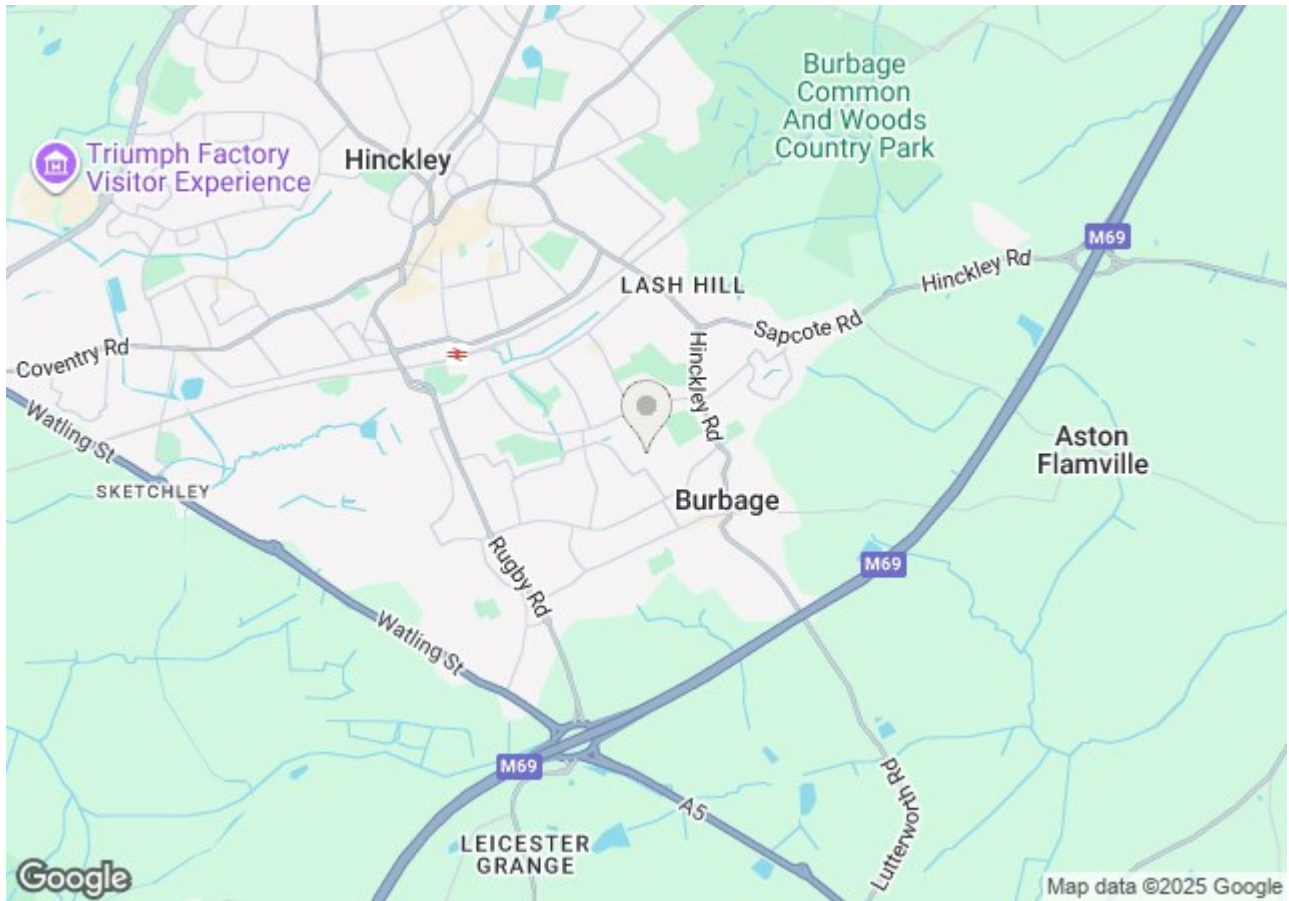 Burbage
Common
And Woods
Country Park
Triumph Factory
Visitor Experience
Hinckley
M69
Hinckley Rd
LASH HILL
Sapcote Rd
Hinckley Rd
Coventry Rd
Watling St
Aston
Flamville
SKETCHLEY
Burbage
Rugby Rd
M69
Watling St
M69
A5
Lutterworth Rd
LEICESTER
GRANGE
Google
Map data ©2025 Google